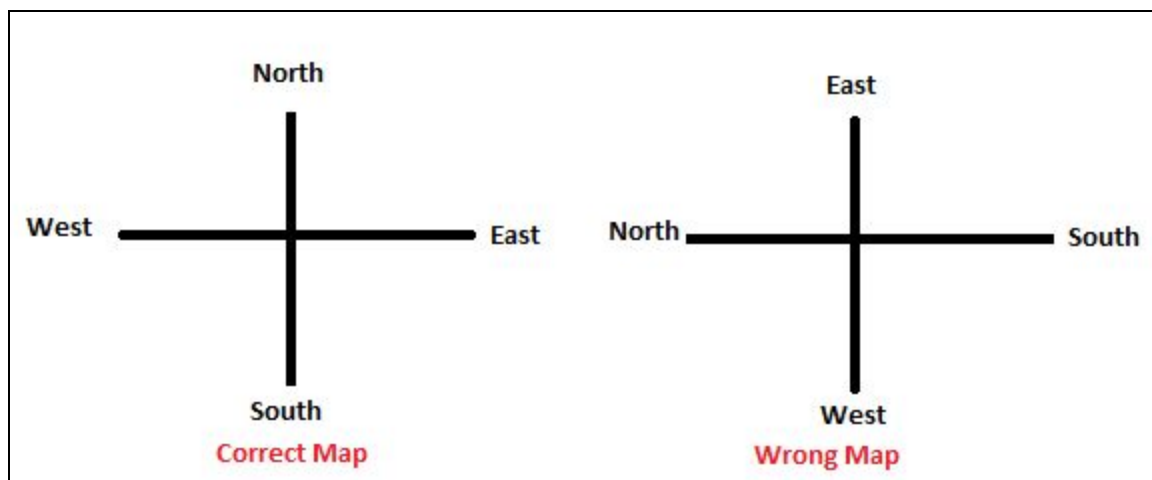 North
West
East
South
Correct Map
East
North
South
West
Wrong Map